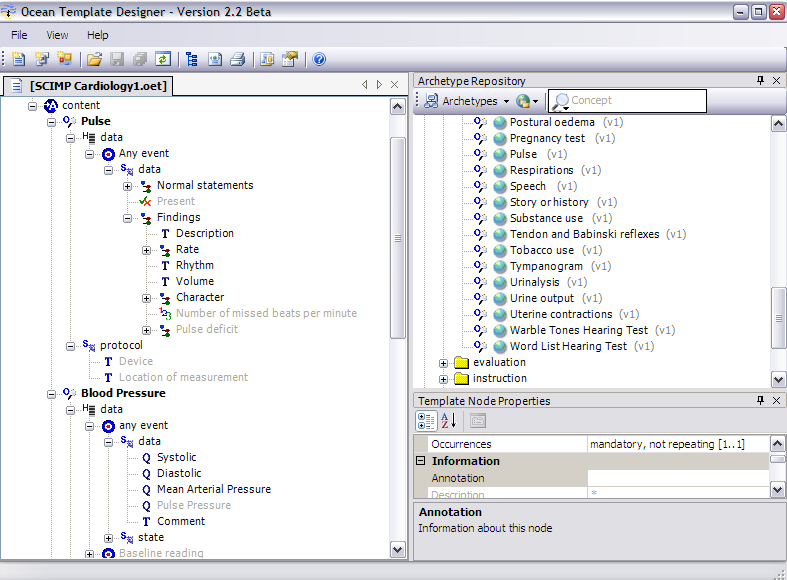 Ocean Template Designer - Version 2.2 Beta
File View Help
[SCIMP Cardiology1.oet]
content
Pulse
data
Any event
data
Normal statements
Present
Findings
Description
Rate
Rhythm
Volume
Character
Number of missed beats per minute
Pulse deficit
protocol
Device
Location of measurement
Blood Pressure
data
any event
data
Systolic
Diastolic
Mean Arterial Pressure
Pulse Pressure
Comment
state
Baseline reading
Archetype Repository
Archetypes Concept
Postural oedema (v1)
Pregnancy test (v1)
Pulse (v1)
Respirations (v1)
Speech (v1)
Story or history (v1)
Substance use (v1)
Tendon and Babinski reflexes (v1)
Tobacco use (v1)
Tympanogram (v1)
Urinalysis (v1)
Urine output (v1)
Uterine contractions (v1)
Warble Tones Hearing Test (v1)
Word List Hearing Test (v1)
evaluation
instruction
Template Node Properties
Occurrences mandatory, not repeating [1..1]
Information
Annotation
Description *
Annotation
Information about this node